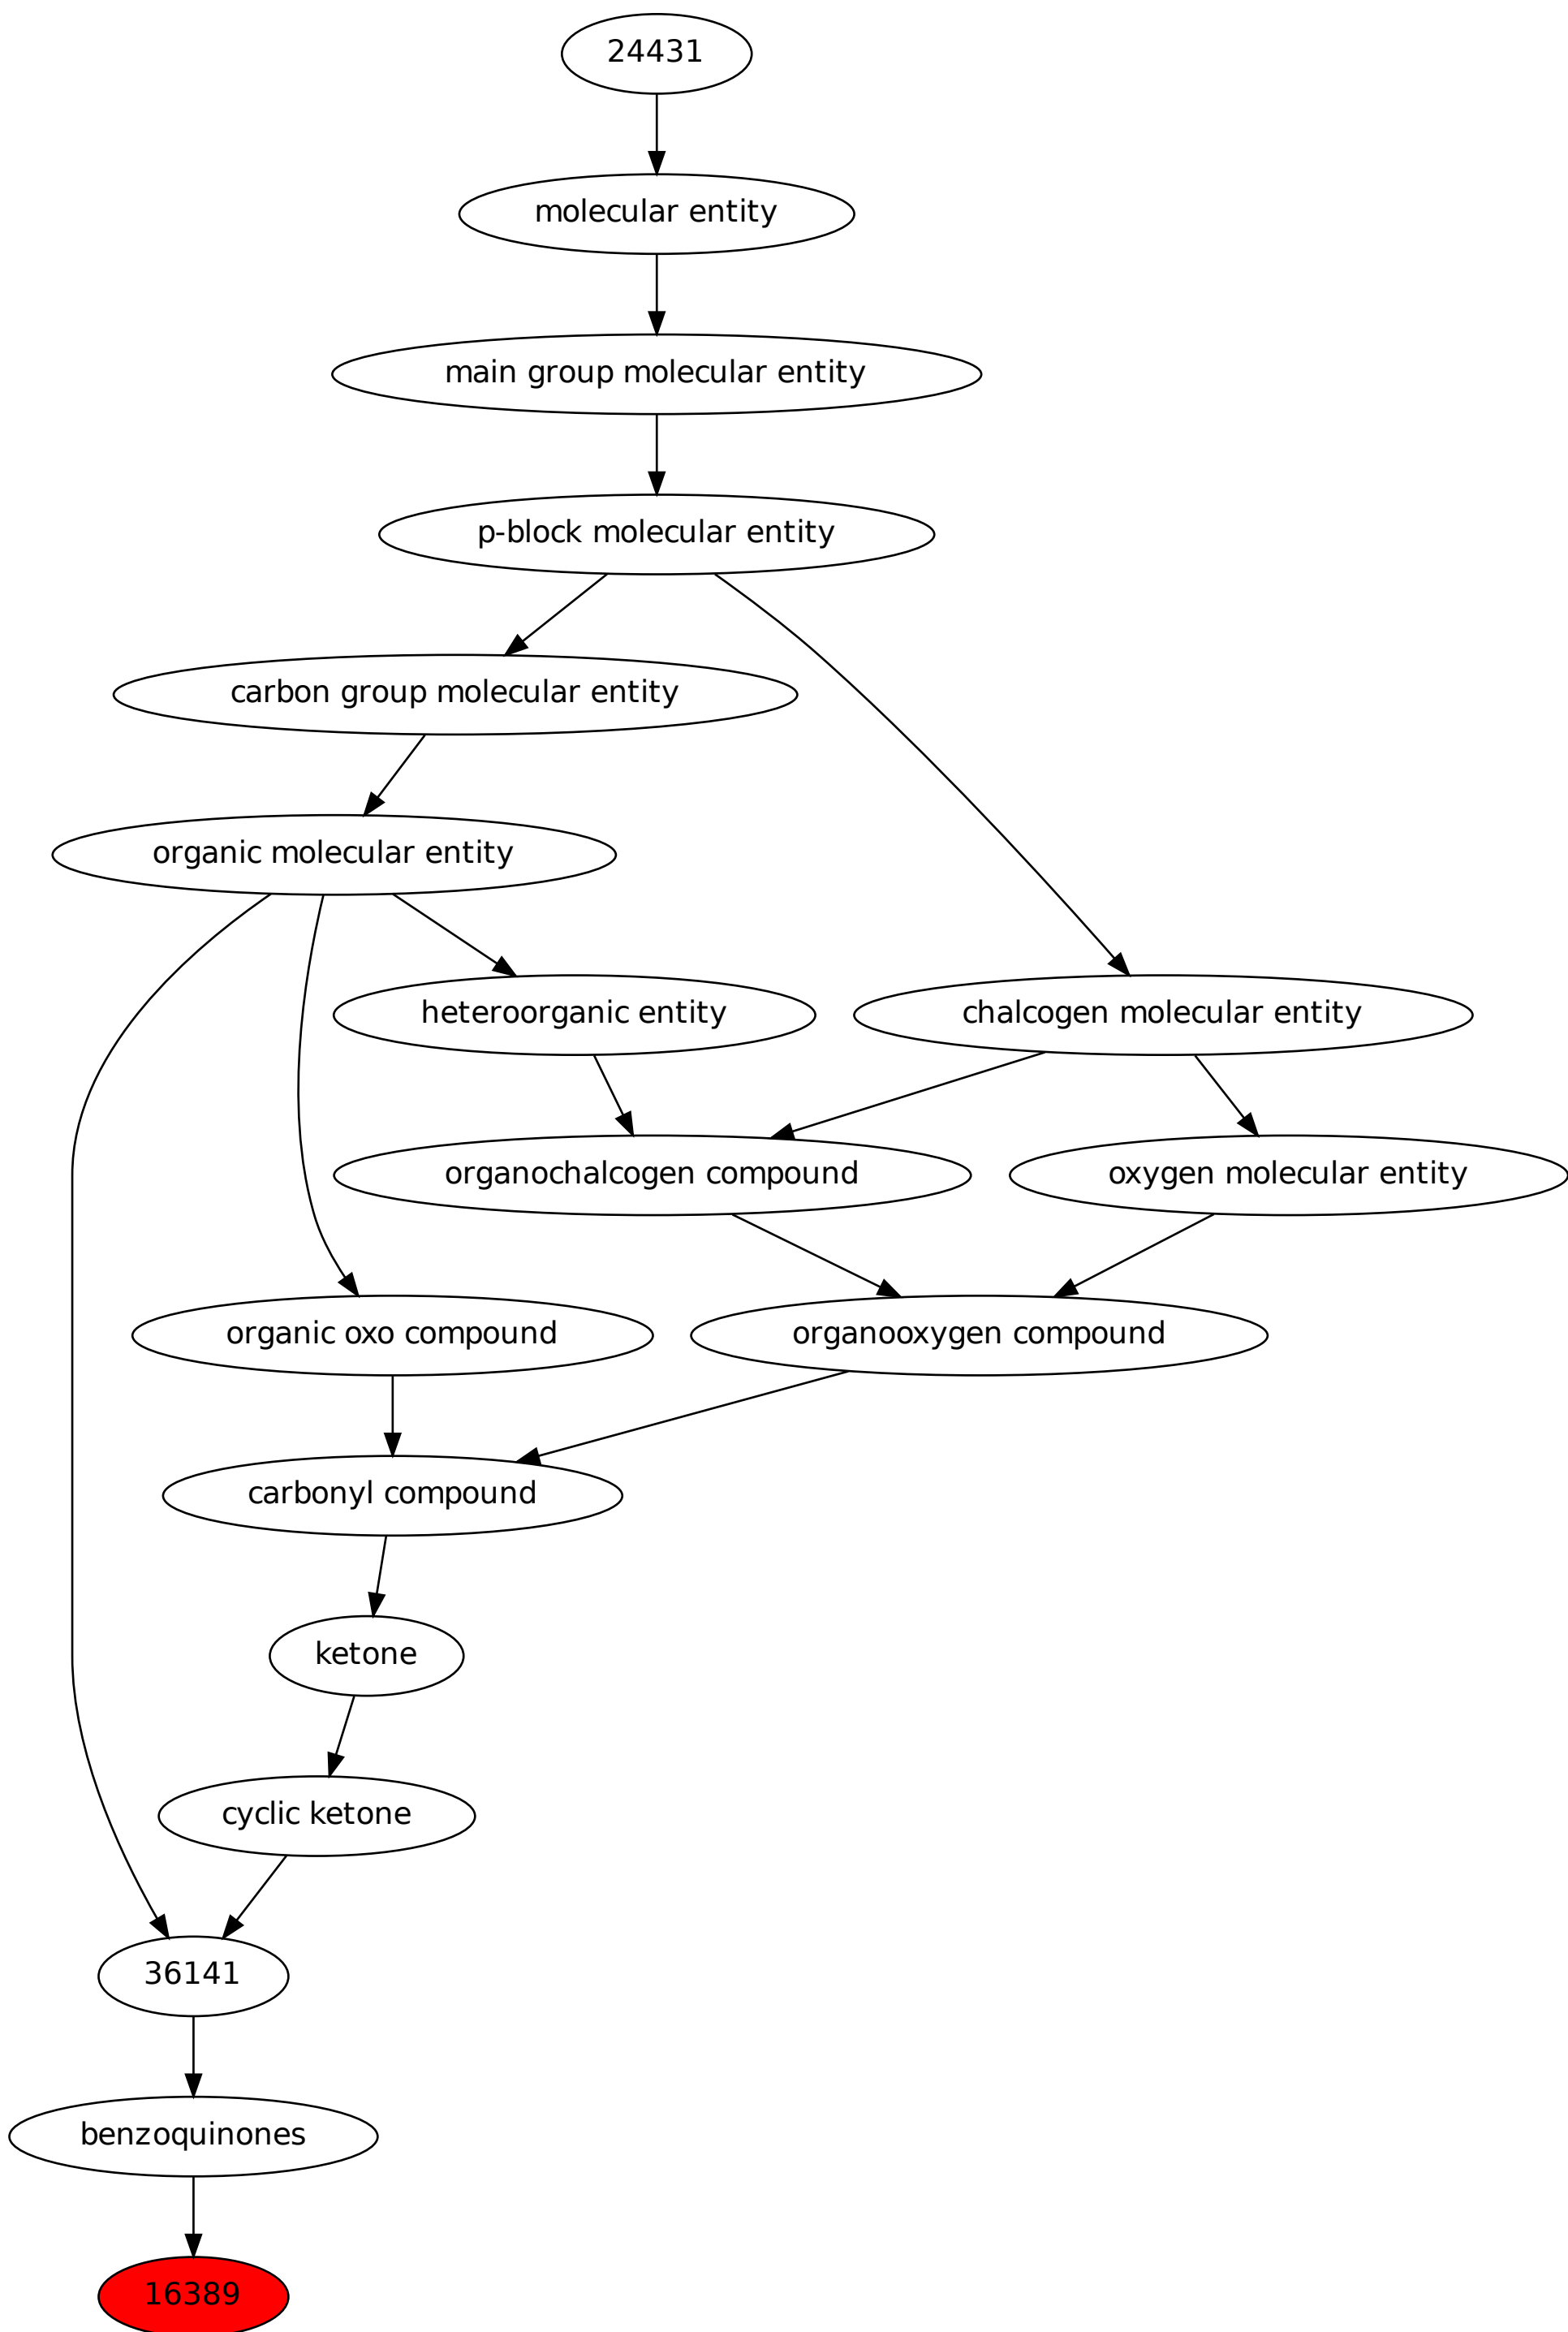 24431
molecular entity
main group molecular entity
p-block molecular entity
carbon group molecular entity
organic molecular entity
heteroorganic entity
chalcogen molecular entity
organochalcogen compound
oxygen molecular entity
organic oxo compound
organooxygen compound
carbonyl compound
ketone
cyclic ketone
36141
benzoquinones
16389